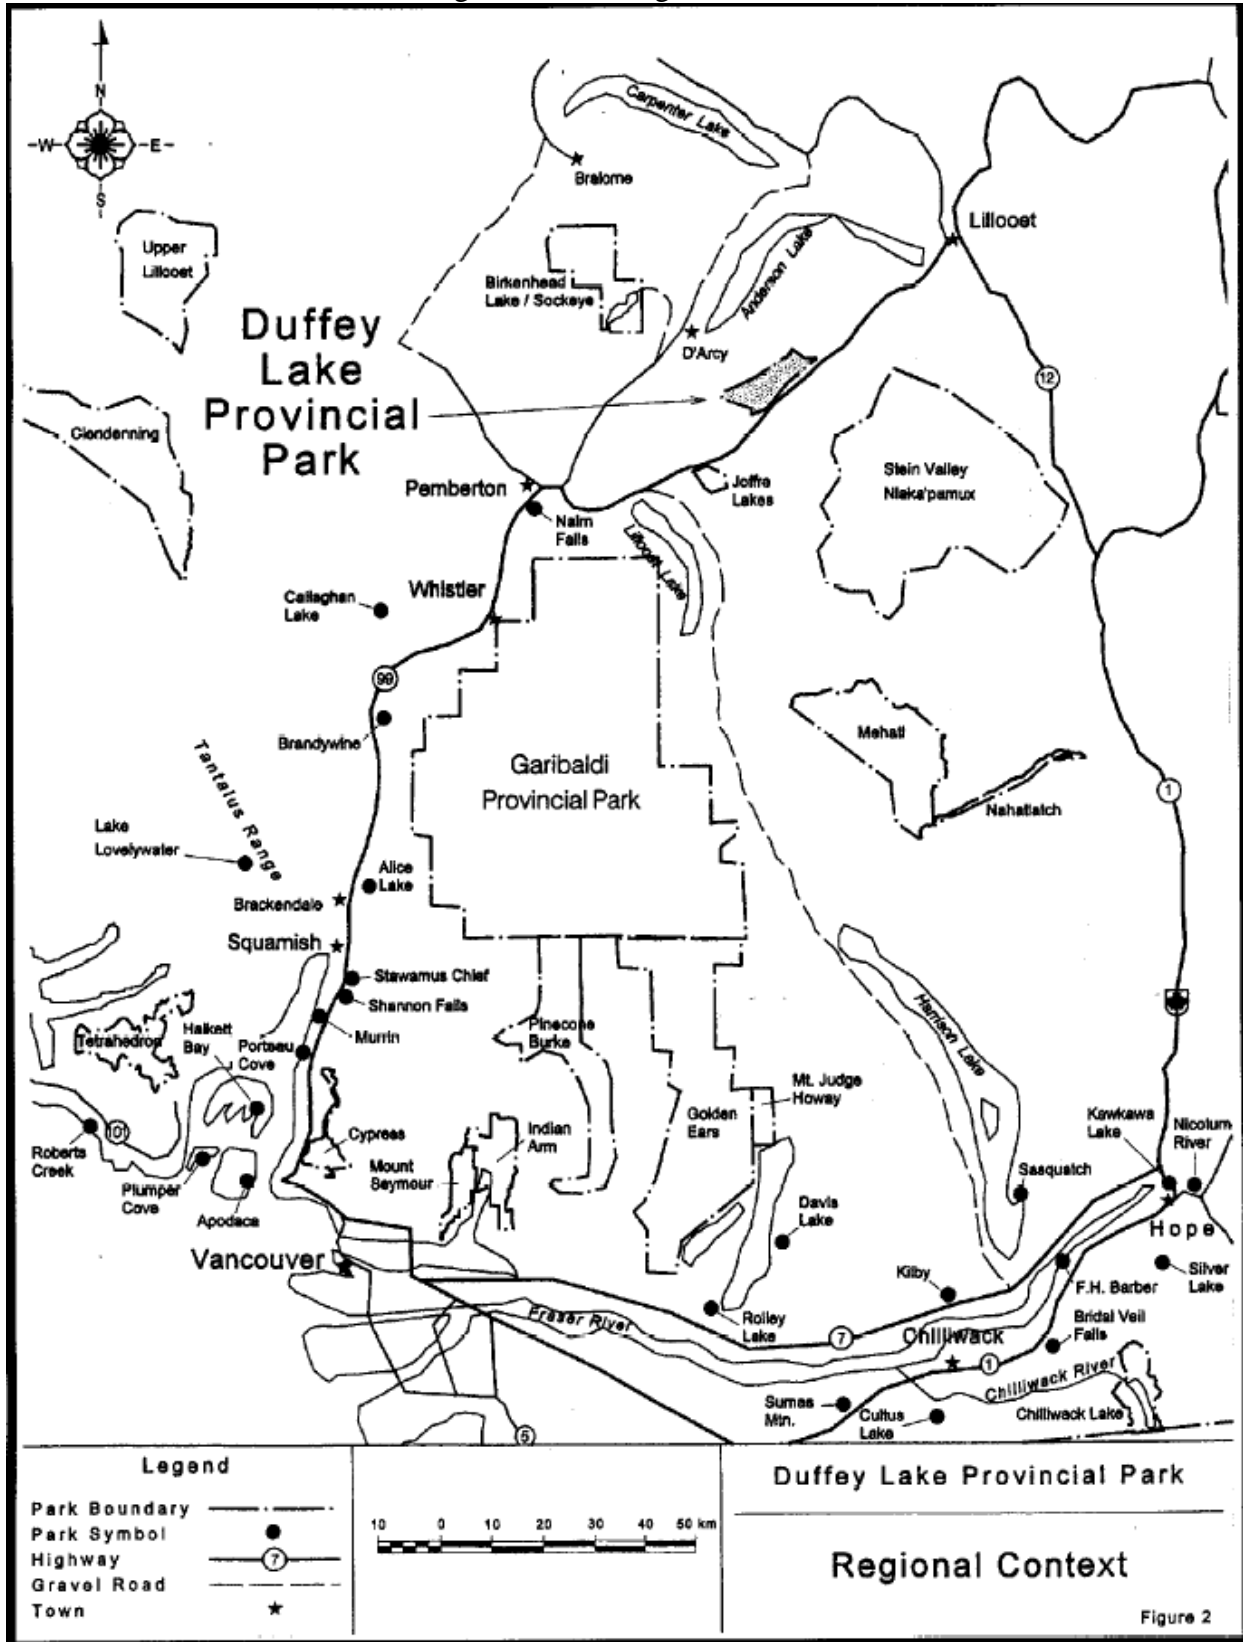 N
W
E
S
Carpenter Lake
Bralorne
Lillooet
Upper
Lillooet
Anderson Lake
Birkenhead
Lake / Sockeye
Duffey
Lake
Provincial
Park
D'Arcy
12
Clendenning
Stein Valley
Nlaka'pamux
Pemberton
Joffre
Lakes
Nairn
Falls
Lillooet Lake
Whistler
Callaghan
Lake
99
Brandywine
Mehatl
Garibaldi
Provincial Park
1
Nahatlatch
Tantalus Range
Lake
Lovelywater
Alice
Lake
Brackendale
Squamish
Stawamus Chief
Shannon Falls
Harrison Lake
Murrin
Pinecone
Burke
Tetrahedron
Halkett
Bay
Porteau
Cove
Mt. Judge
Howay
Golden
Ears
Kawkawa
Lake
Nicolum
River
101
Cypress
Indian
Arm
Roberts
Creek
Mount
Seymour
Sasquatch
Plumper
Cove
Apodaca
Davis
Lake
Hope
Vancouver
Kilby
F.H. Barber
Silver
Lake
Fraser River
Rolley
Lake
7
Chilliwack
Bridal Veil
Falls
1
Chilliwack River
Sumas
Mtn.
Cultus
Lake
Chilliwack Lake
5
Legend
Park Boundary
Park Symbol
Highway 7
Gravel Road
Town
10 0 10 20 30 40 50 km
Duffey Lake Provincial Park
Regional Context
Figure 2